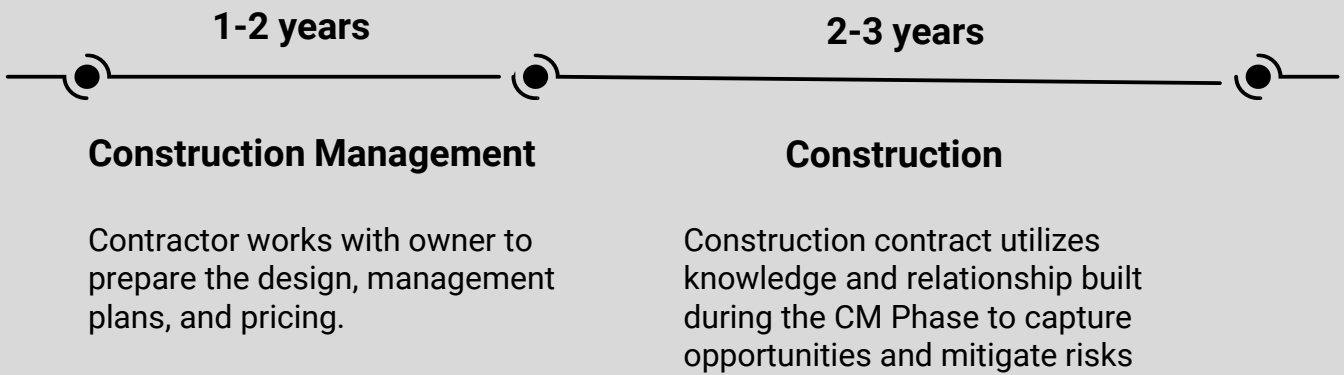 1-2 years
2-3 years
Construction Management
Construction
Contractor works with owner to
prepare the design, management
plans, and pricing.
Construction contract utilizes
knowledge and relationship built
during the CM Phase to capture
opportunities and mitigate risks